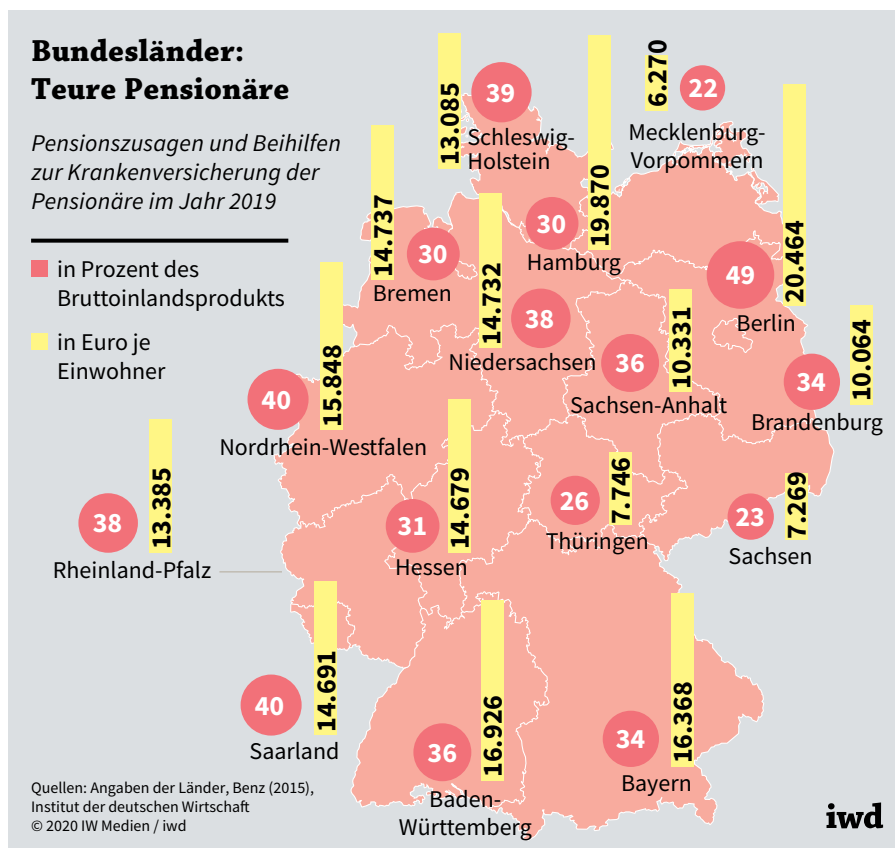 Bundesländer:
Teure Pensionäre
Pensionszusagen und Beihilfen
zur Krankenversicherung der
Pensionäre im Jahr 2019
in Prozent des
Bruttoinlandsprodukts
in Euro je
Einwohner
13.085
39
Schleswig-
Holstein
6.270
22
Mecklenburg-
Vorpommern
14.737
30
Bremen
30
19.870
Hamburg
14.732
38
Niedersachsen
49
20.464
Berlin
36
10.331
Sachsen-Anhalt
34
10.064
Brandenburg
40
15.848
Nordrhein-Westfalen
38
13.385
Rheinland-Pfalz
31
14.679
Hessen
26
7.746
Thüringen
23
7.269
Sachsen
40
14.691
Saarland
36
16.926
Baden-
Württemberg
34
16.368
Bayern
Quellen: Angaben der Länder, Benz (2015),
Institut der deutschen Wirtschaft
© 2020 IW Medien / iwd
iwd